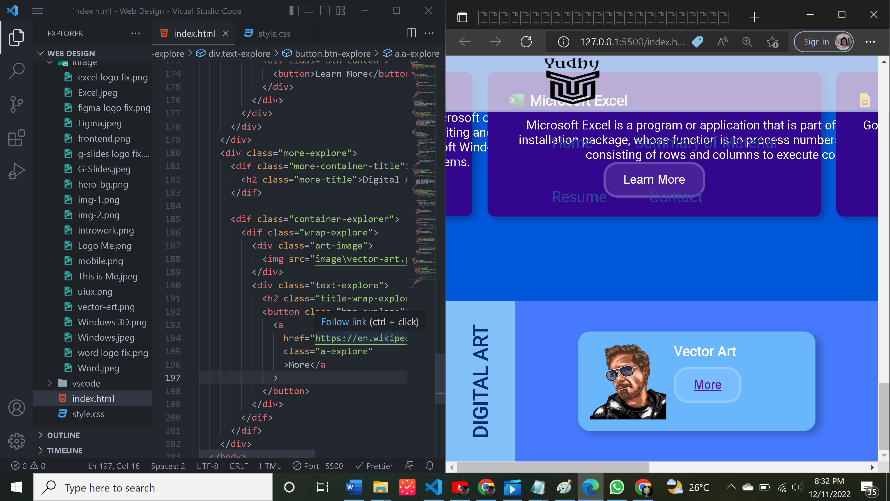 index.html - Web Design - Visual Studio Code
EXPLORER
WEB DESIGN
image
excel logo fix.png
Excel.jpeg
figma logo fix.png
Figma.jpeg
frontend.png
g-slides logo fix....
G-Slides.jpeg
hero-bg.png
img-1.png
img-2.png
introwork.png
Logo Me.png
mobile.png
This is Me.jpeg
uiux.png
vector-art.png
Windows 3D.png
Windows.jpeg
word logo fix.png
Word.jpeg
vscode
index.html
style.css
OUTLINE
TIMELINE
index.html
style.css
-explore > div.text-explore > button.btn-explore > a.a-explore
174 <button>Learn More</button
175 </div>
176 </div>
177 </div>
178 </div>
179 </div>
180 <div class="more-explore">
181 <dif class="more-container-title"
182 <h2 class="more-title">Digital
183 </dif>
184
185 <dif class="container-explorer">
186 <dif class="wrap-explore">
187 <div class="art-image">
188 <img src="image\vector-art.
189 </div>
190 <div class="text-explore">
191 <h2 class="title-wrap-explor
192 <button class=
193 <a
194 href="https://en.wikiped
195 class="a-explore"
196 >More</a
197 >
198 </button>
199 </div>
200 </dif>
201 </dif>
202 </div>
203 </body>
Follow link (ctrl + click)
0 0
Ln 197, Col 16
Spaces: 2
UTF-8
CRLF
HTML
Port : 5500
Prettier
127.0.0.1:5500/index.h...
Sign in
Yudhy
Microsoft Excel
Microsoft Excel is a program or application that is part of
installation package, whose function is to process number
consisting of rows and columns to execute co
Learn More
Home
Resume
Contact
DIGITAL ART
Vector Art
More
Type here to search
26°C
8:32 PM
12/11/2022
15